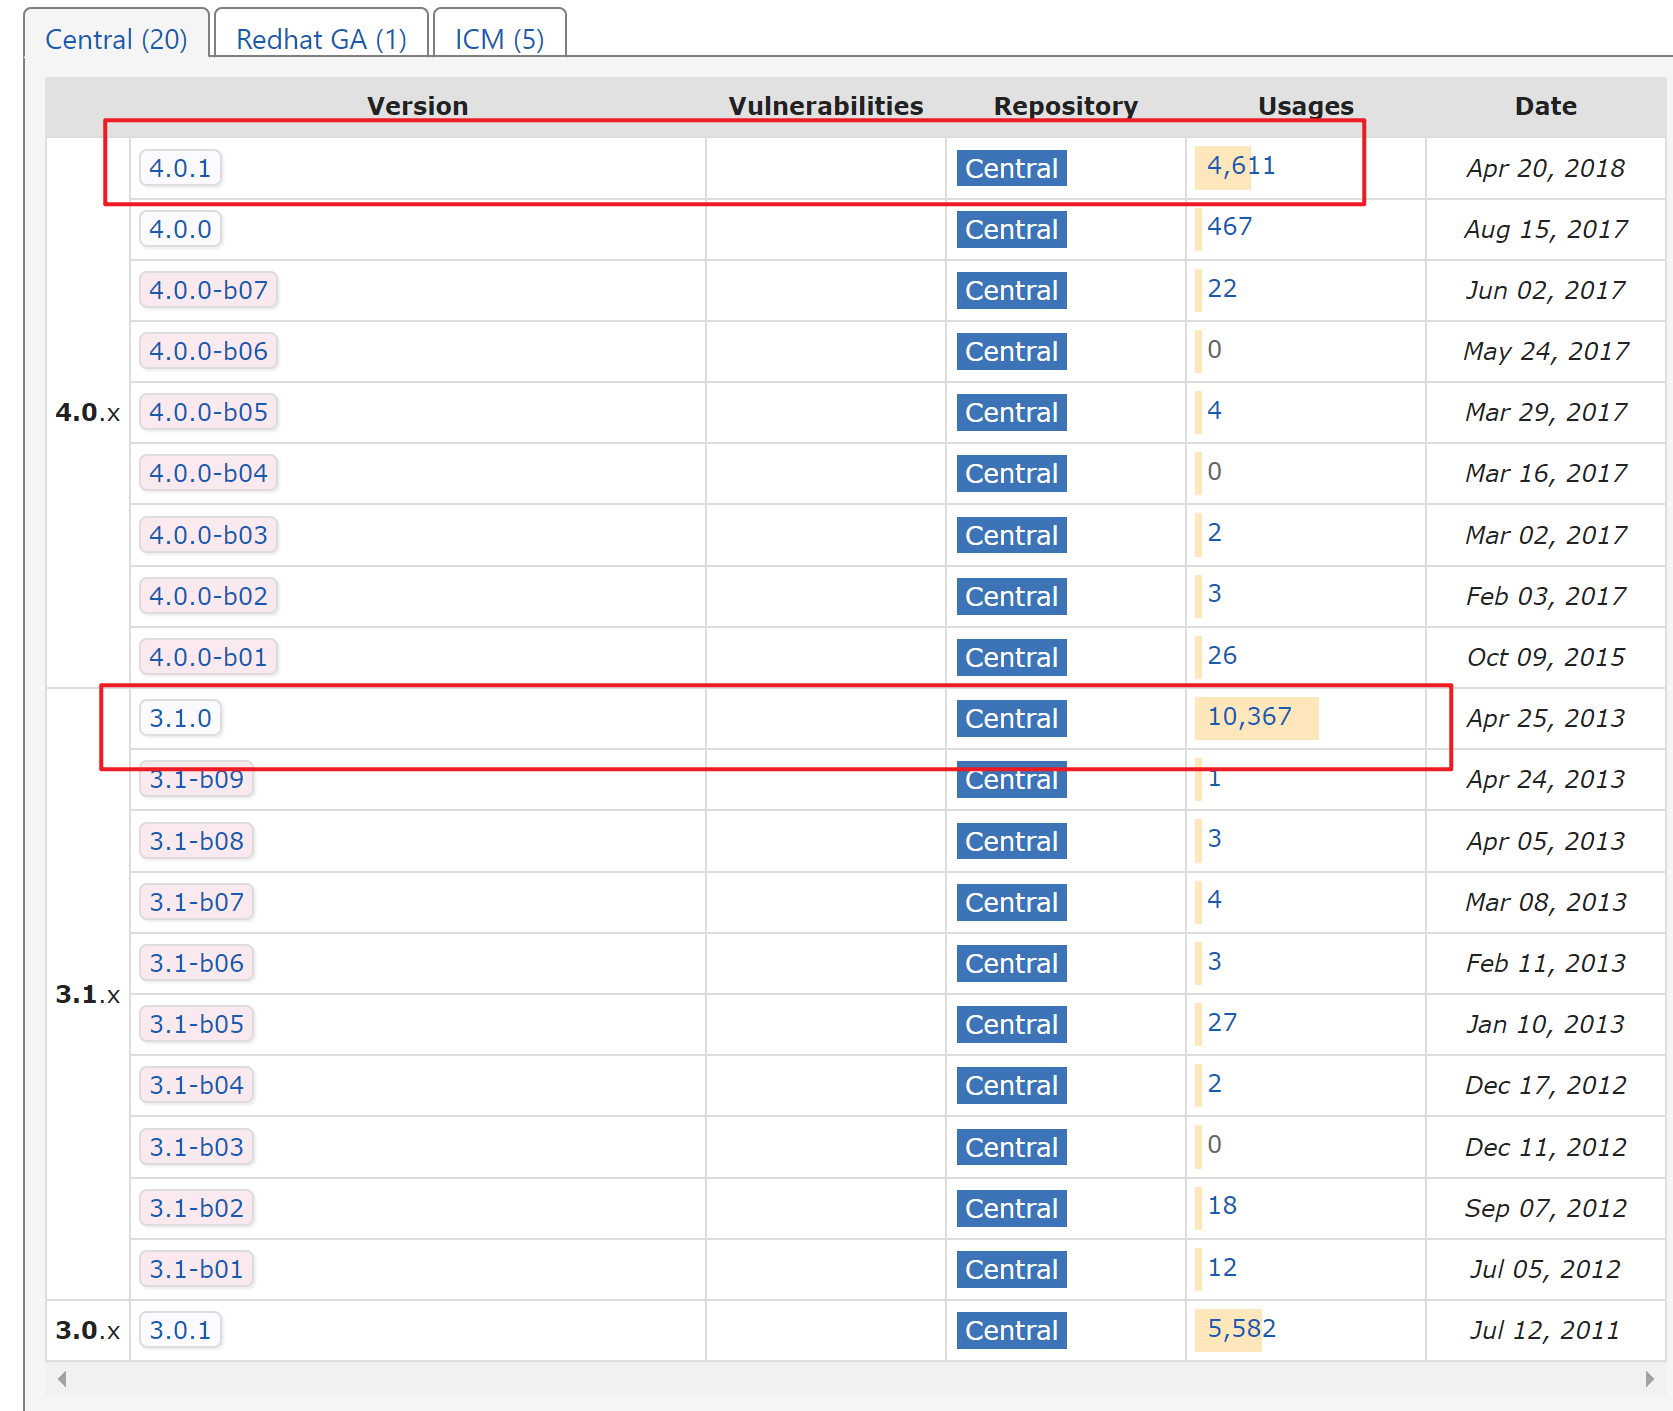 Central (20) Redhat GA (1) ICM (5)
Version Vulnerabilities Repository Usages Date
4.0.1 Central 4,611 Apr 20, 2018
4.0.0 Central 467 Aug 15, 2017
4.0.0-b07 Central 22 Jun 02, 2017
4.0.0-b06 Central 0 May 24, 2017
4.0.x 4.0.0-b05 Central 4 Mar 29, 2017
4.0.0-b04 Central 0 Mar 16, 2017
4.0.0-b03 Central 2 Mar 02, 2017
4.0.0-b02 Central 3 Feb 03, 2017
4.0.0-b01 Central 26 Oct 09, 2015
3.1.0 Central 10,367 Apr 25, 2013
3.1-b09 Central 1 Apr 24, 2013
3.1-b08 Central 3 Apr 05, 2013
3.1-b07 Central 4 Mar 08, 2013
3.1-b06 Central 3 Feb 11, 2013
3.1.x 3.1-b05 Central 27 Jan 10, 2013
3.1-b04 Central 2 Dec 17, 2012
3.1-b03 Central 0 Dec 11, 2012
3.1-b02 Central 18 Sep 07, 2012
3.1-b01 Central 12 Jul 05, 2012
3.0.x 3.0.1 Central 5,582 Jul 12, 2011